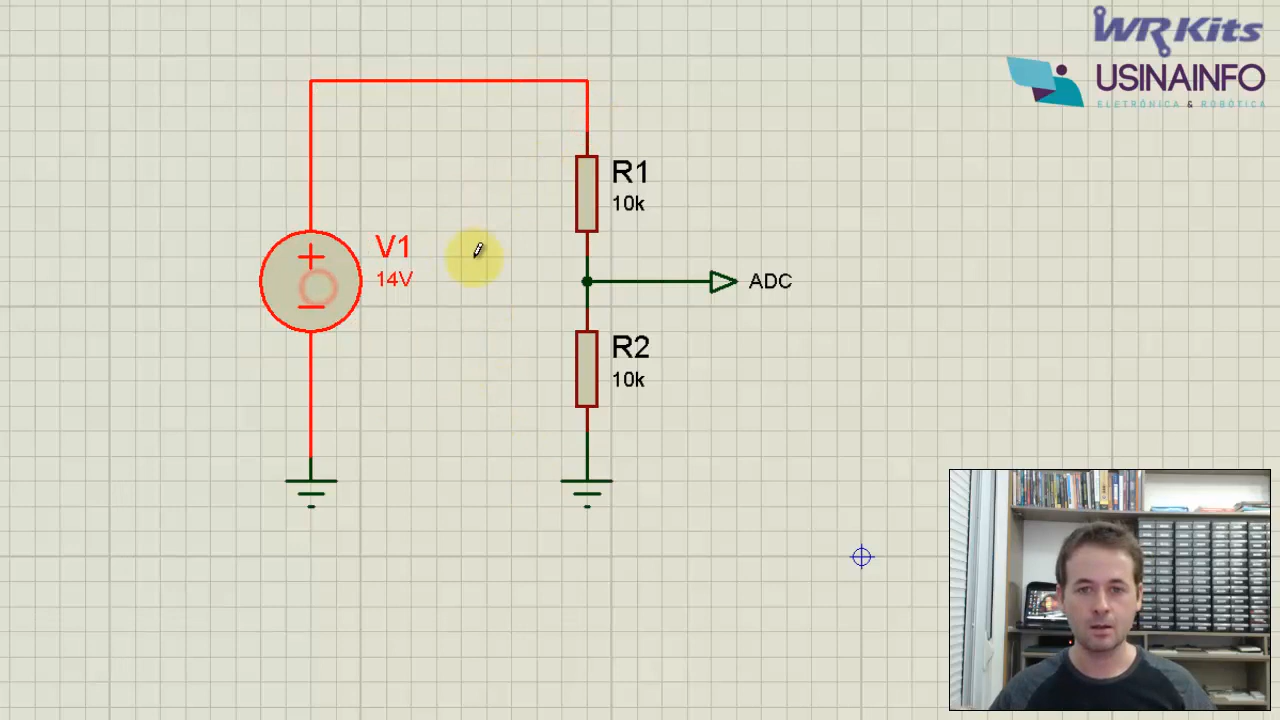 WR Kits
USINAINFO
ELETRÔNICA & ROBÓTICA
R1
10k
V1
14V
ADC
R2
10k